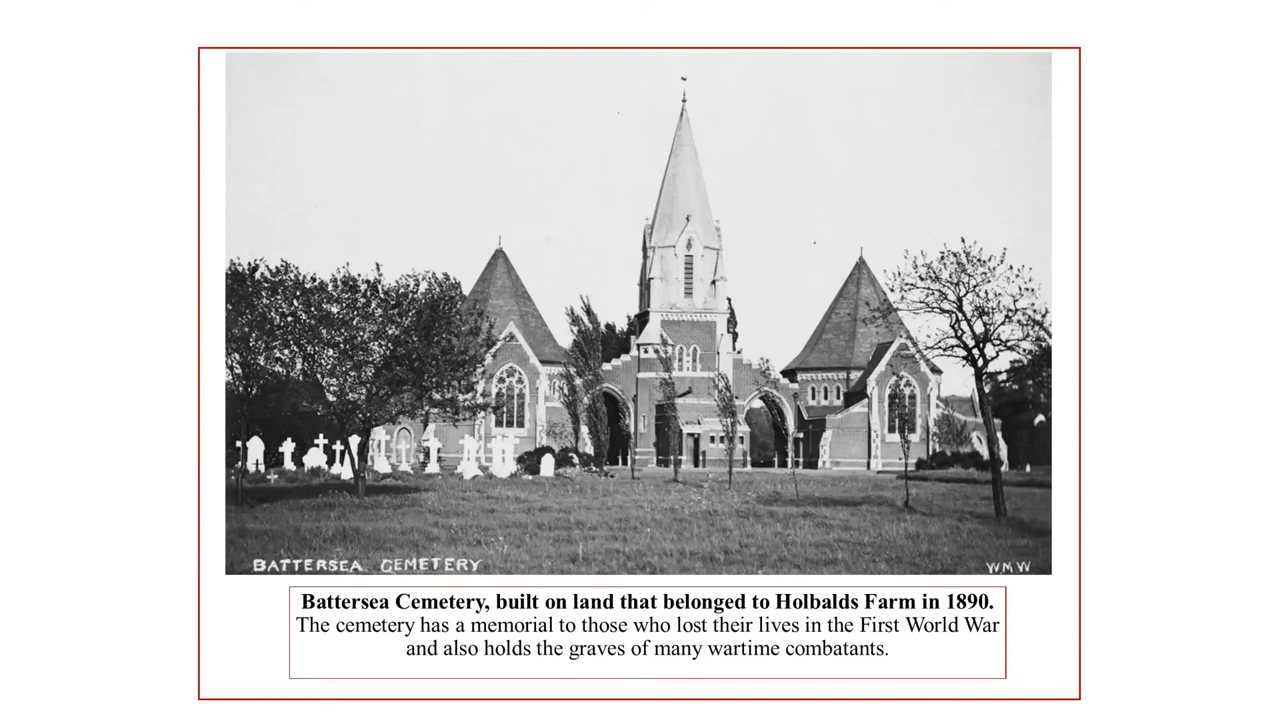 BATTERSEA CEMETERY
WMW
Battersea Cemetery, built on land that belonged to Holbalds Farm in 1890.
The cemetery has a memorial to those who lost their lives in the First World War
and also holds the graves of many wartime combatants.